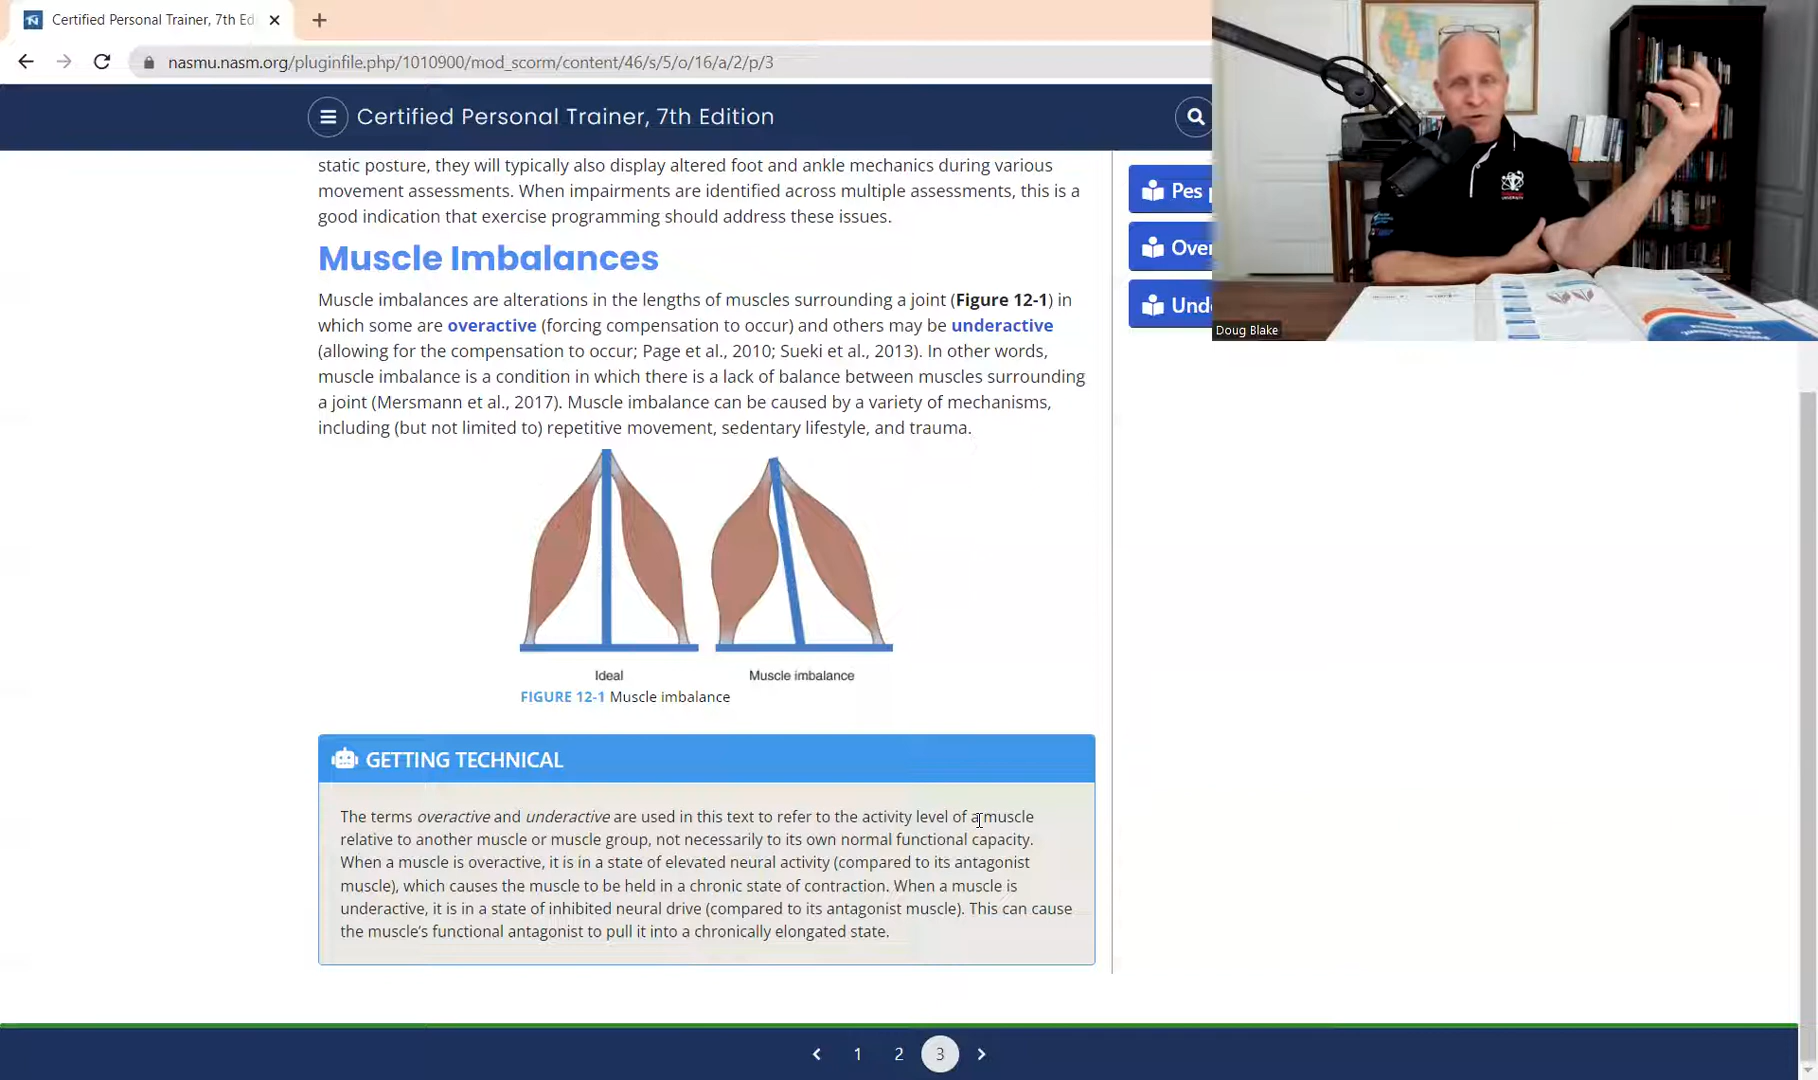 Certified Personal Trainer, 7th Ed
nasmu.nasm.org/pluginfile.php/1010900/mod_scorm/content/46/s/5/o/16/a/2/p/3
Certified Personal Trainer, 7th Edition
static posture, they will typically also display altered foot and ankle mechanics during various
movement assessments. When impairments are identified across multiple assessments, this is a
good indication that exercise programming should address these issues.
Muscle Imbalances
Muscle imbalances are alterations in the lengths of muscles surrounding a joint (Figure 12-1) in
which some are overactive (forcing compensation to occur) and others may be underactive
(allowing for the compensation to occur; Page et al., 2010; Sueki et al., 2013). In other words,
muscle imbalance is a condition in which there is a lack of balance between muscles surrounding
a joint (Mersmann et al., 2017). Muscle imbalance can be caused by a variety of mechanisms,
including (but not limited to) repetitive movement, sedentary lifestyle, and trauma.
Ideal
Muscle imbalance
FIGURE 12-1 Muscle imbalance
GETTING TECHNICAL
The terms overactive and underactive are used in this text to refer to the activity level of a muscle
relative to another muscle or muscle group, not necessarily to its own normal functional capacity.
When a muscle is overactive, it is in a state of elevated neural activity (compared to its antagonist
muscle), which causes the muscle to be held in a chronic state of contraction. When a muscle is
underactive, it is in a state of inhibited neural drive (compared to its antagonist muscle). This can cause
the muscle's functional antagonist to pull it into a chronically elongated state.
Pes
Over
Und
Doug Blake
1
2
3